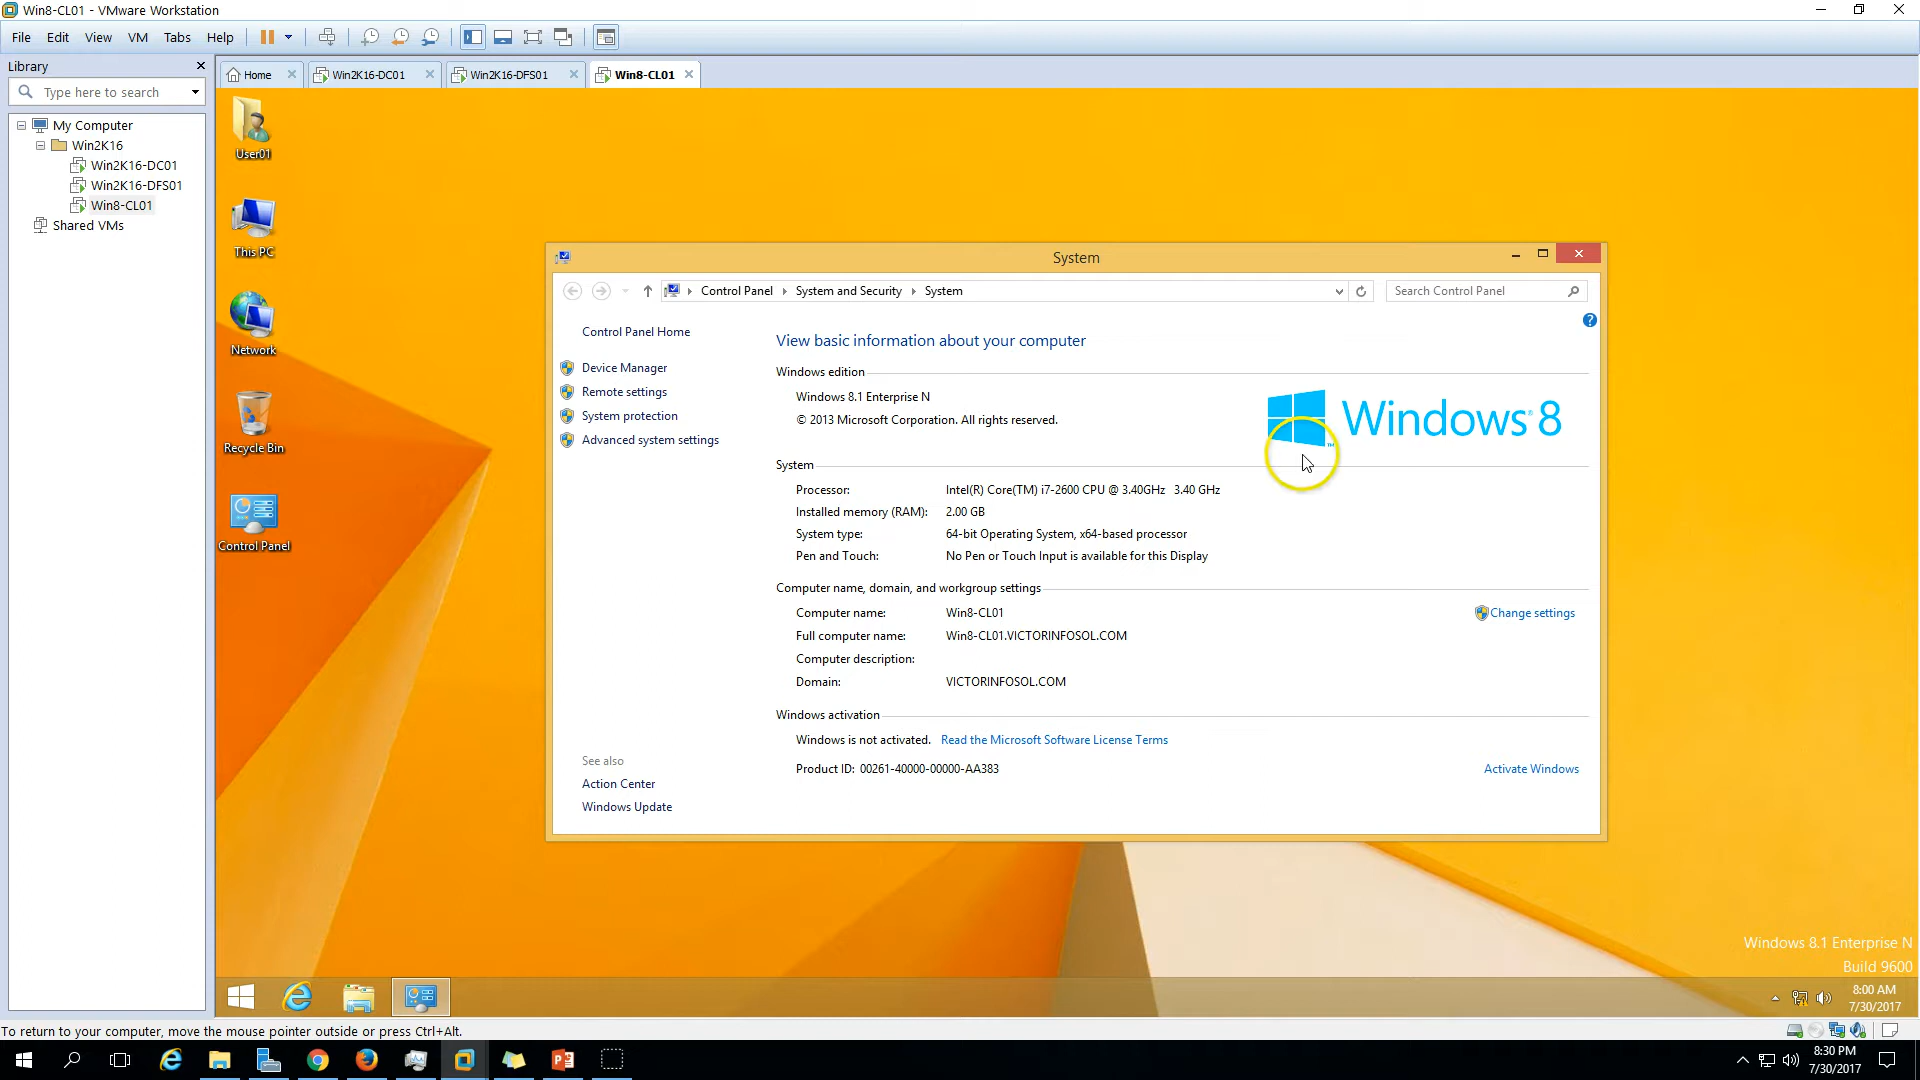 Win8-CL01 - VMware Workstation
File Edit View VM Tabs Help
Library
Type here to search
My Computer
Win2K16
Win2K16-DC01
Win2K16-DFS01
Win8-CL01
Shared VMs
Home Win2K16-DC01 Win2K16-DFS01 Win8-CL01
User01
This PC
Network
Recycle Bin
Control Panel
System
Control Panel System and Security System
Search Control Panel
Control Panel Home
Device Manager
Remote settings
System protection
Advanced system settings
See also
Action Center
Windows Update
View basic information about your computer
Windows edition
Windows 8.1 Enterprise N
© 2013 Microsoft Corporation. All rights reserved.
Windows® 8
System
Processor: Intel(R) Core(TM) i7-2600 CPU @ 3.40GHz 3.40 GHz
Installed memory (RAM): 2.00 GB
System type: 64-bit Operating System, x64-based processor
Pen and Touch: No Pen or Touch Input is available for this Display
Computer name, domain, and workgroup settings
Computer name: Win8-CL01
Change settings
Full computer name: Win8-CL01.VICTORINFOSOL.COM
Computer description:
Domain: VICTORINFOSOL.COM
Windows activation
Windows is not activated. Read the Microsoft Software License Terms
Product ID: 00261-40000-00000-AA383
Activate Windows
Windows 8.1 Enterprise N
Build 9600
8:00 AM
7/30/2017
To return to your computer, move the mouse pointer outside or press Ctrl+Alt.
8:30 PM
7/30/2017